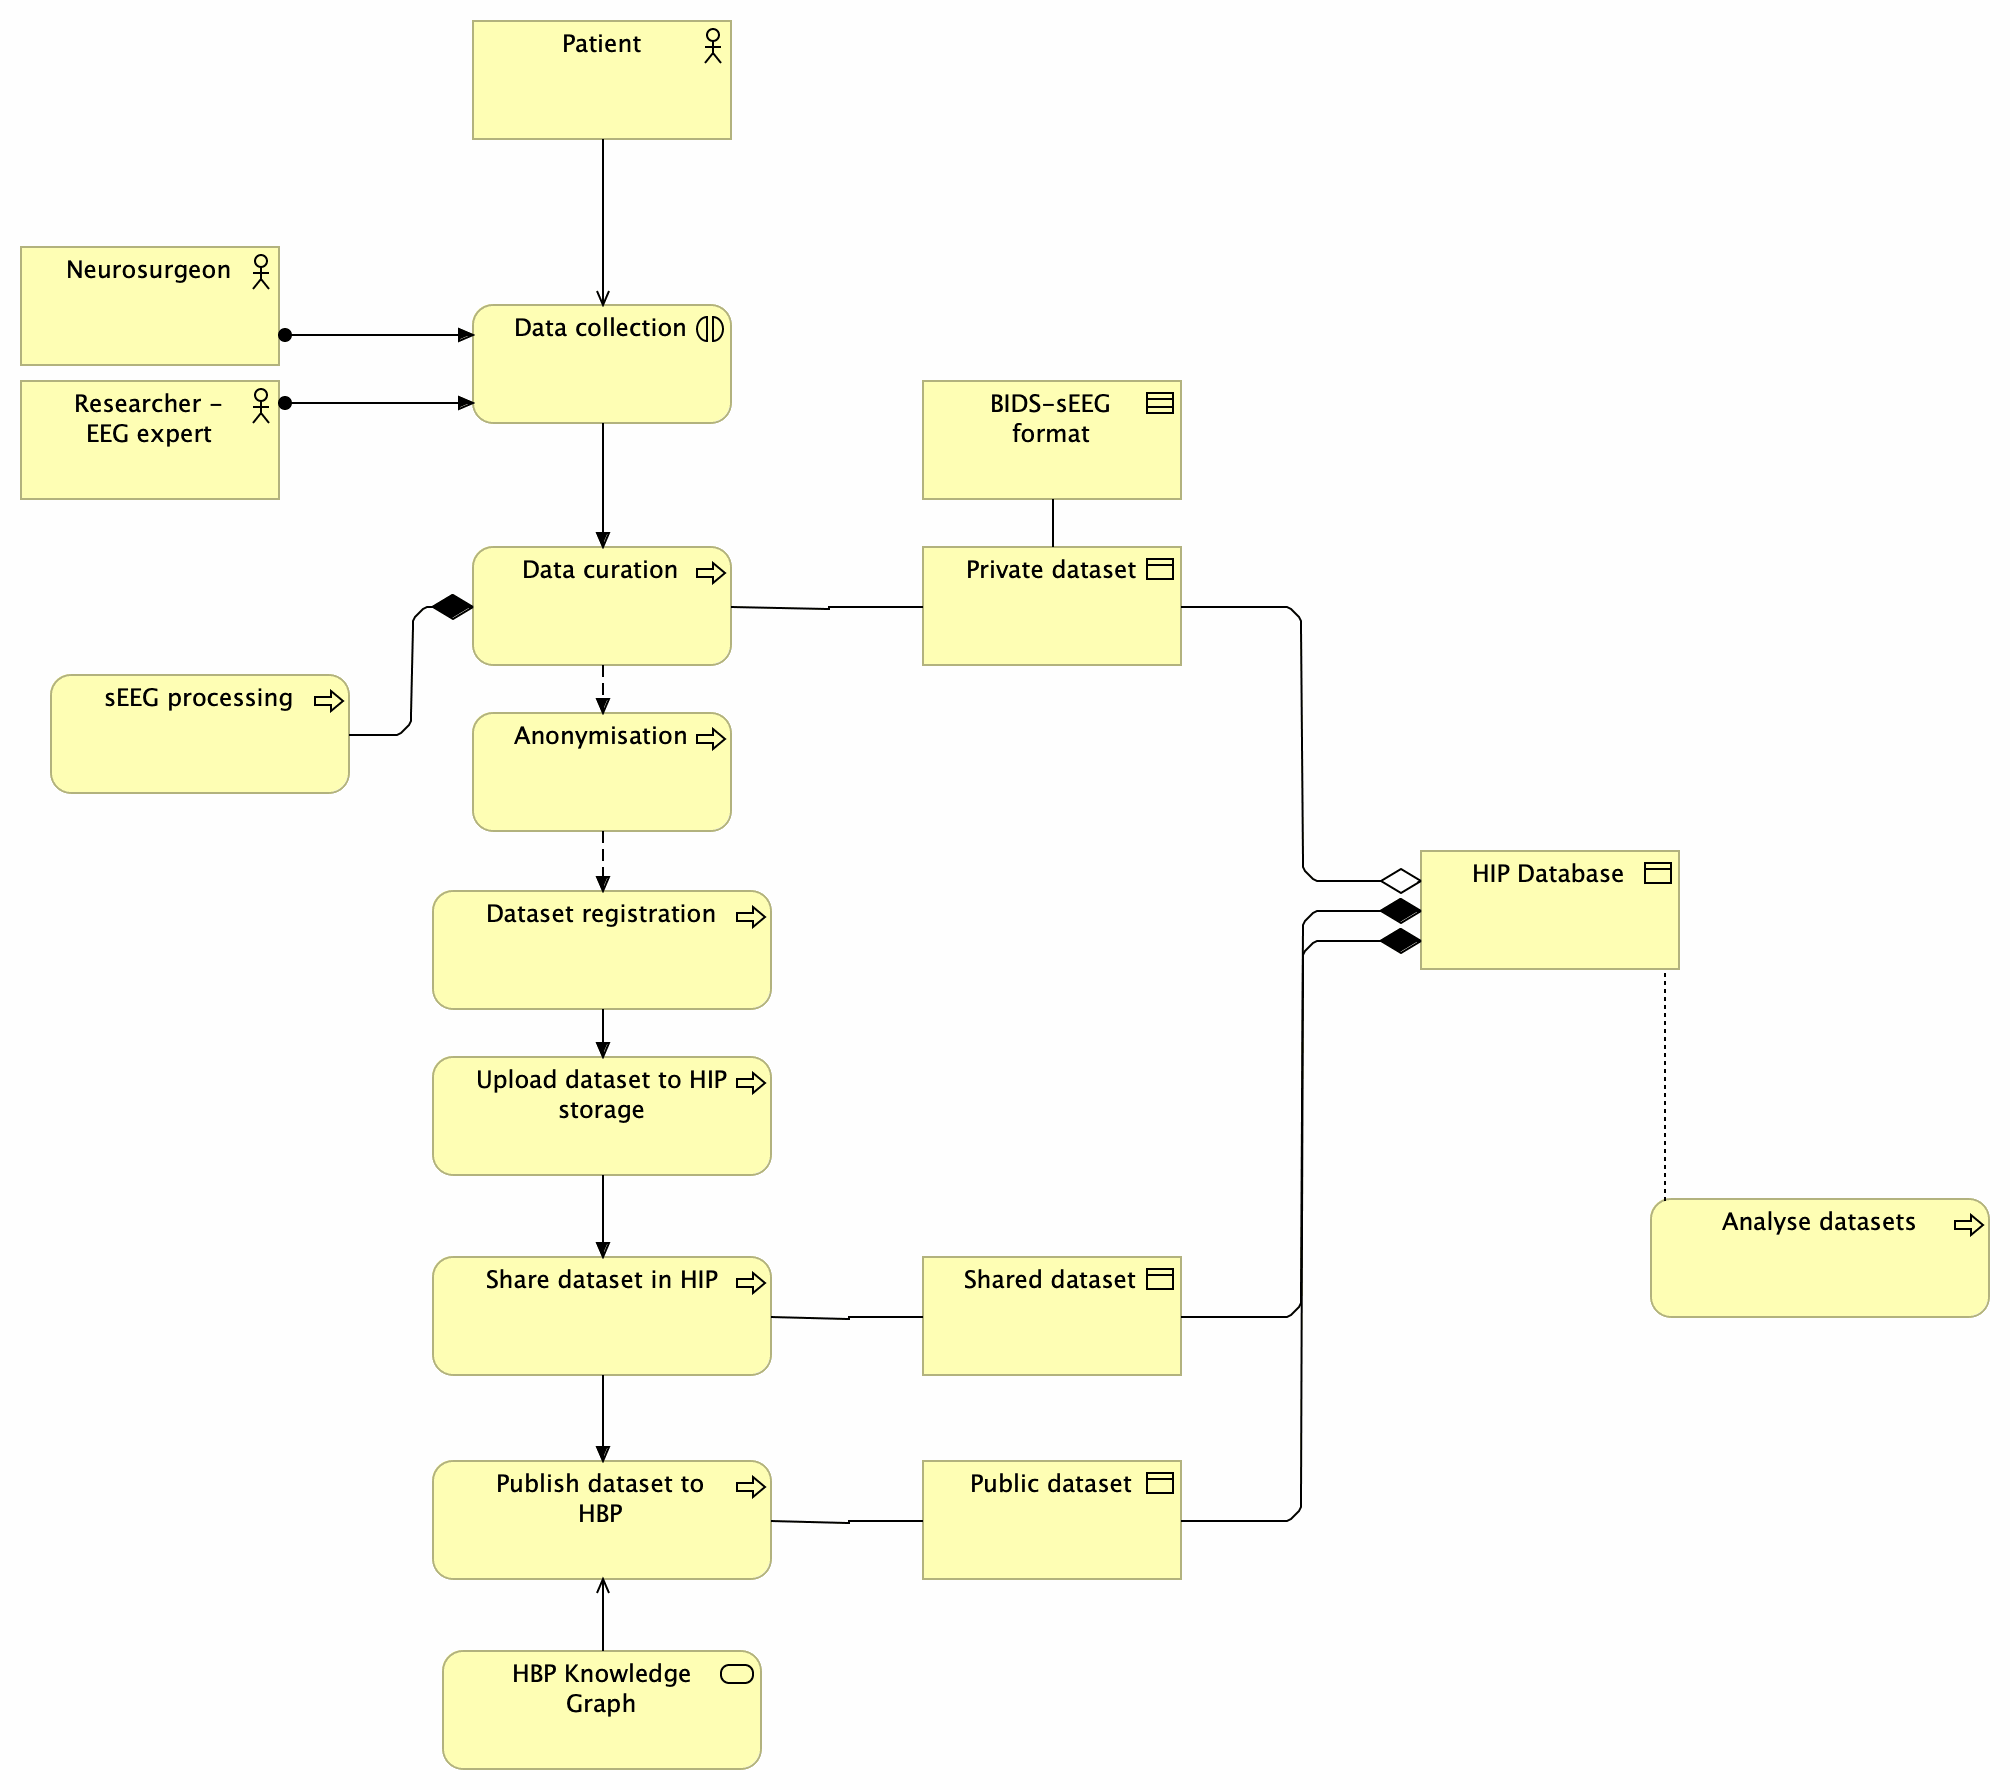 Patient
Neurosurgeon
Data collection
Researcher -
EEG expert
BIDS-sEEG
format
Data curation
Private dataset
sEEG processing
Anonymisation
HIP Database
Dataset registration
Upload dataset to HIP
storage
Analyse datasets
Share dataset in HIP
Shared dataset
Publish dataset to
HBP
Public dataset
HBP Knowledge
Graph